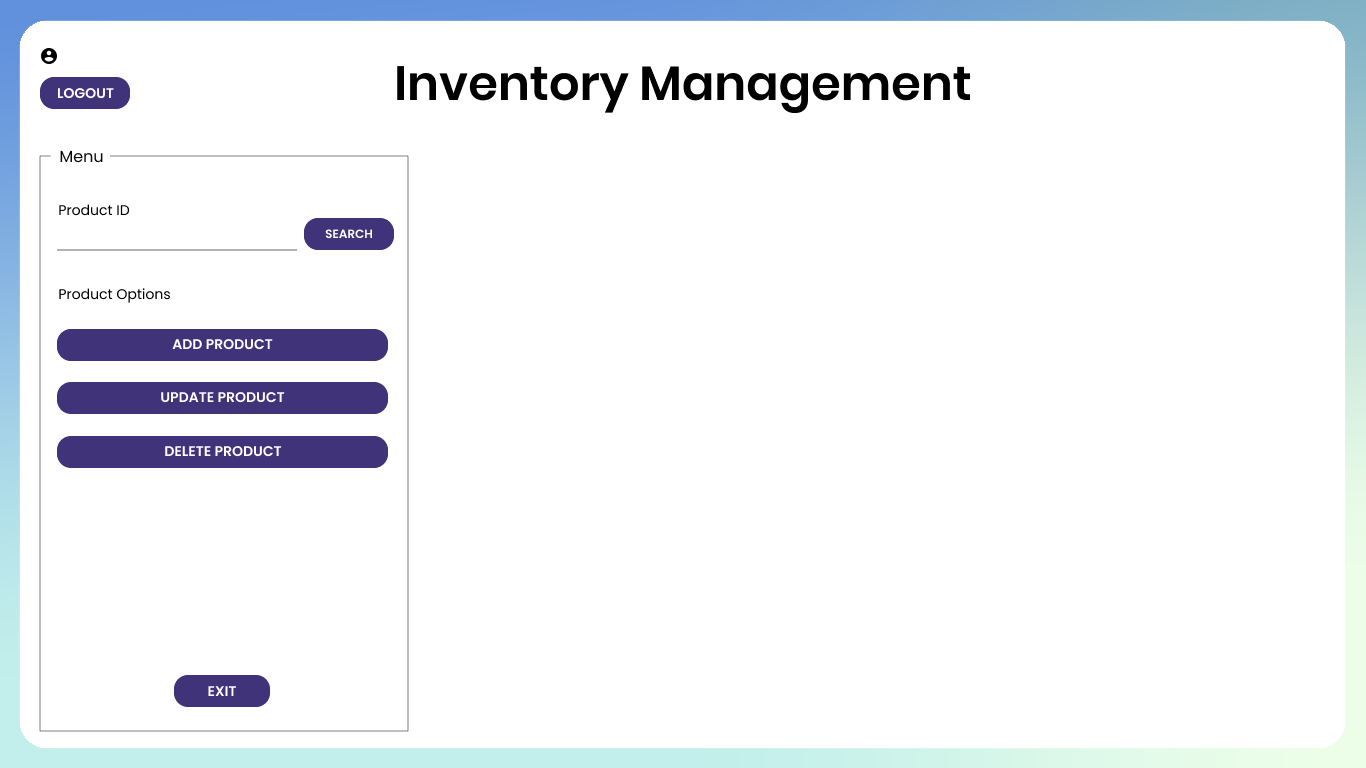 Inventory Management
LOGOUT
Menu
Product ID
SEARCH
Product Options
ADD PRODUCT
UPDATE PRODUCT
DELETE PRODUCT
EXIT